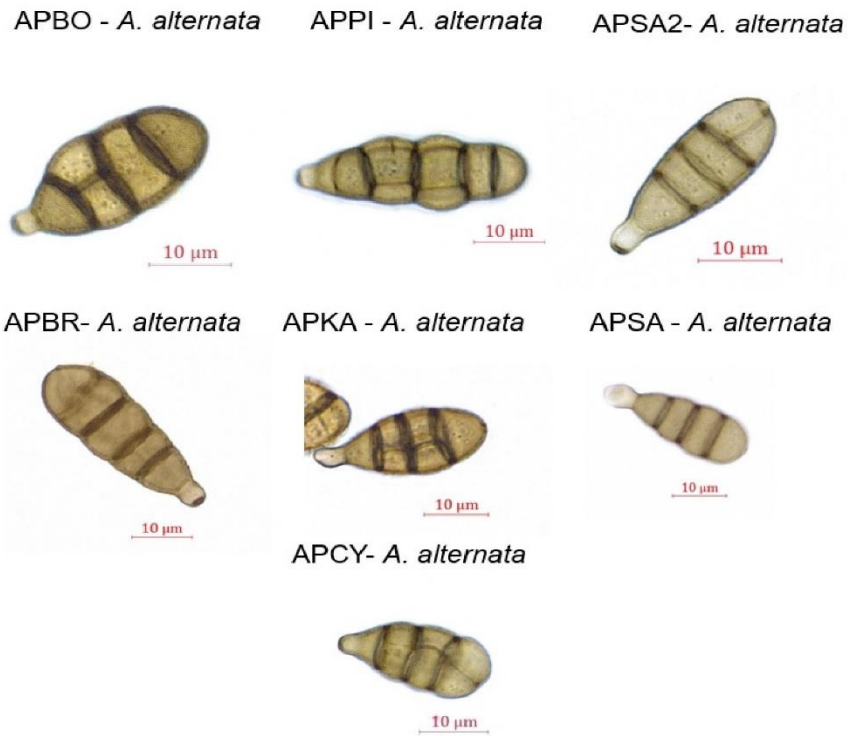 APBO - A. alternata
APPI - A. alternata
APSA2- A. alternata
10 µm
10 µm
10 µm
APBR- A. alternata
APKA - A. alternata
APSA - A. alternata
10 µm
10 µm
10 µm
APCY- A. alternata
10 µm